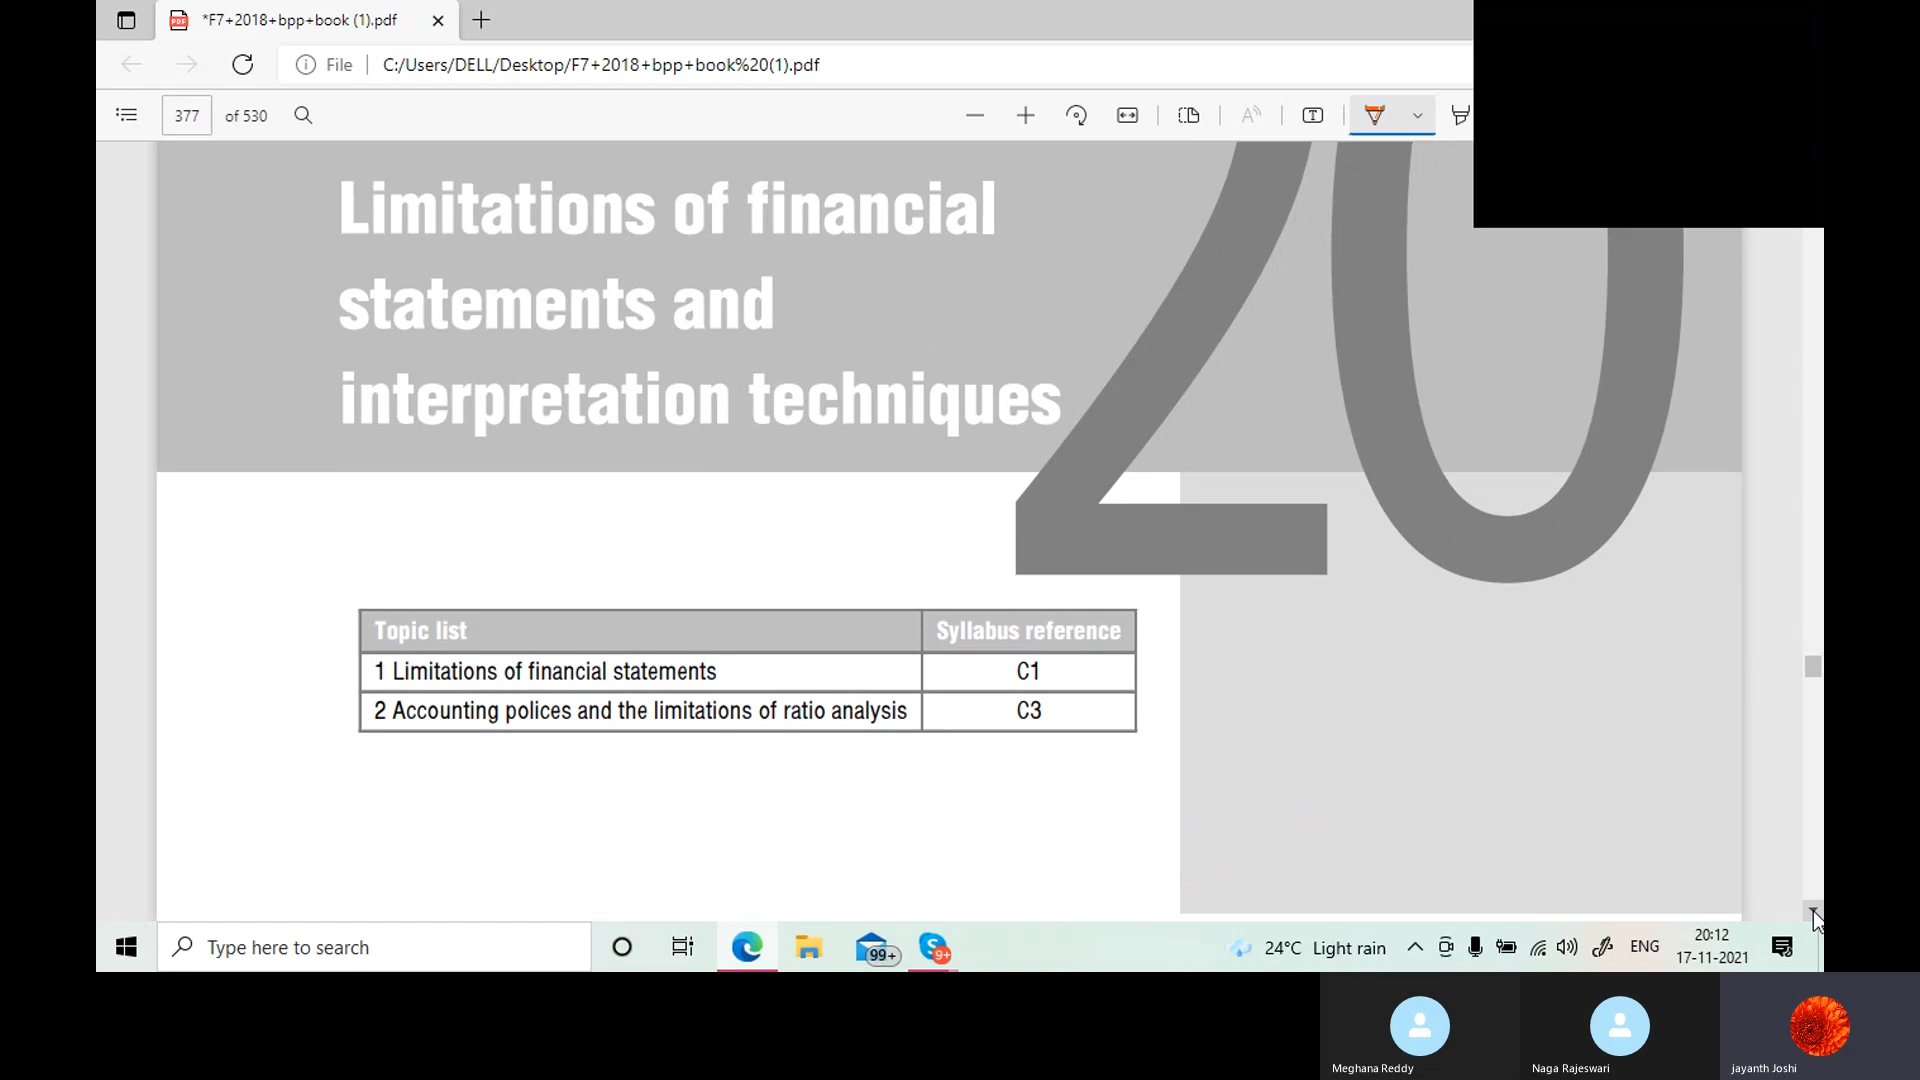 *F7+2018+bpp+book (1).pdf
File
C:/Users/DELL/Desktop/F7+2018+bpp+book%20(1).pdf
377 of 530
20
Limitations of financial
statements and
interpretation techniques
Topic list Syllabus reference
1 Limitations of financial statements C1
2 Accounting polices and the limitations of ratio analysis C3
Type here to search
99+
9+
24°C Light rain
ENG
20:12
17-11-2021
Meghana Reddy
Naga Rajeswari
jayanth Joshi